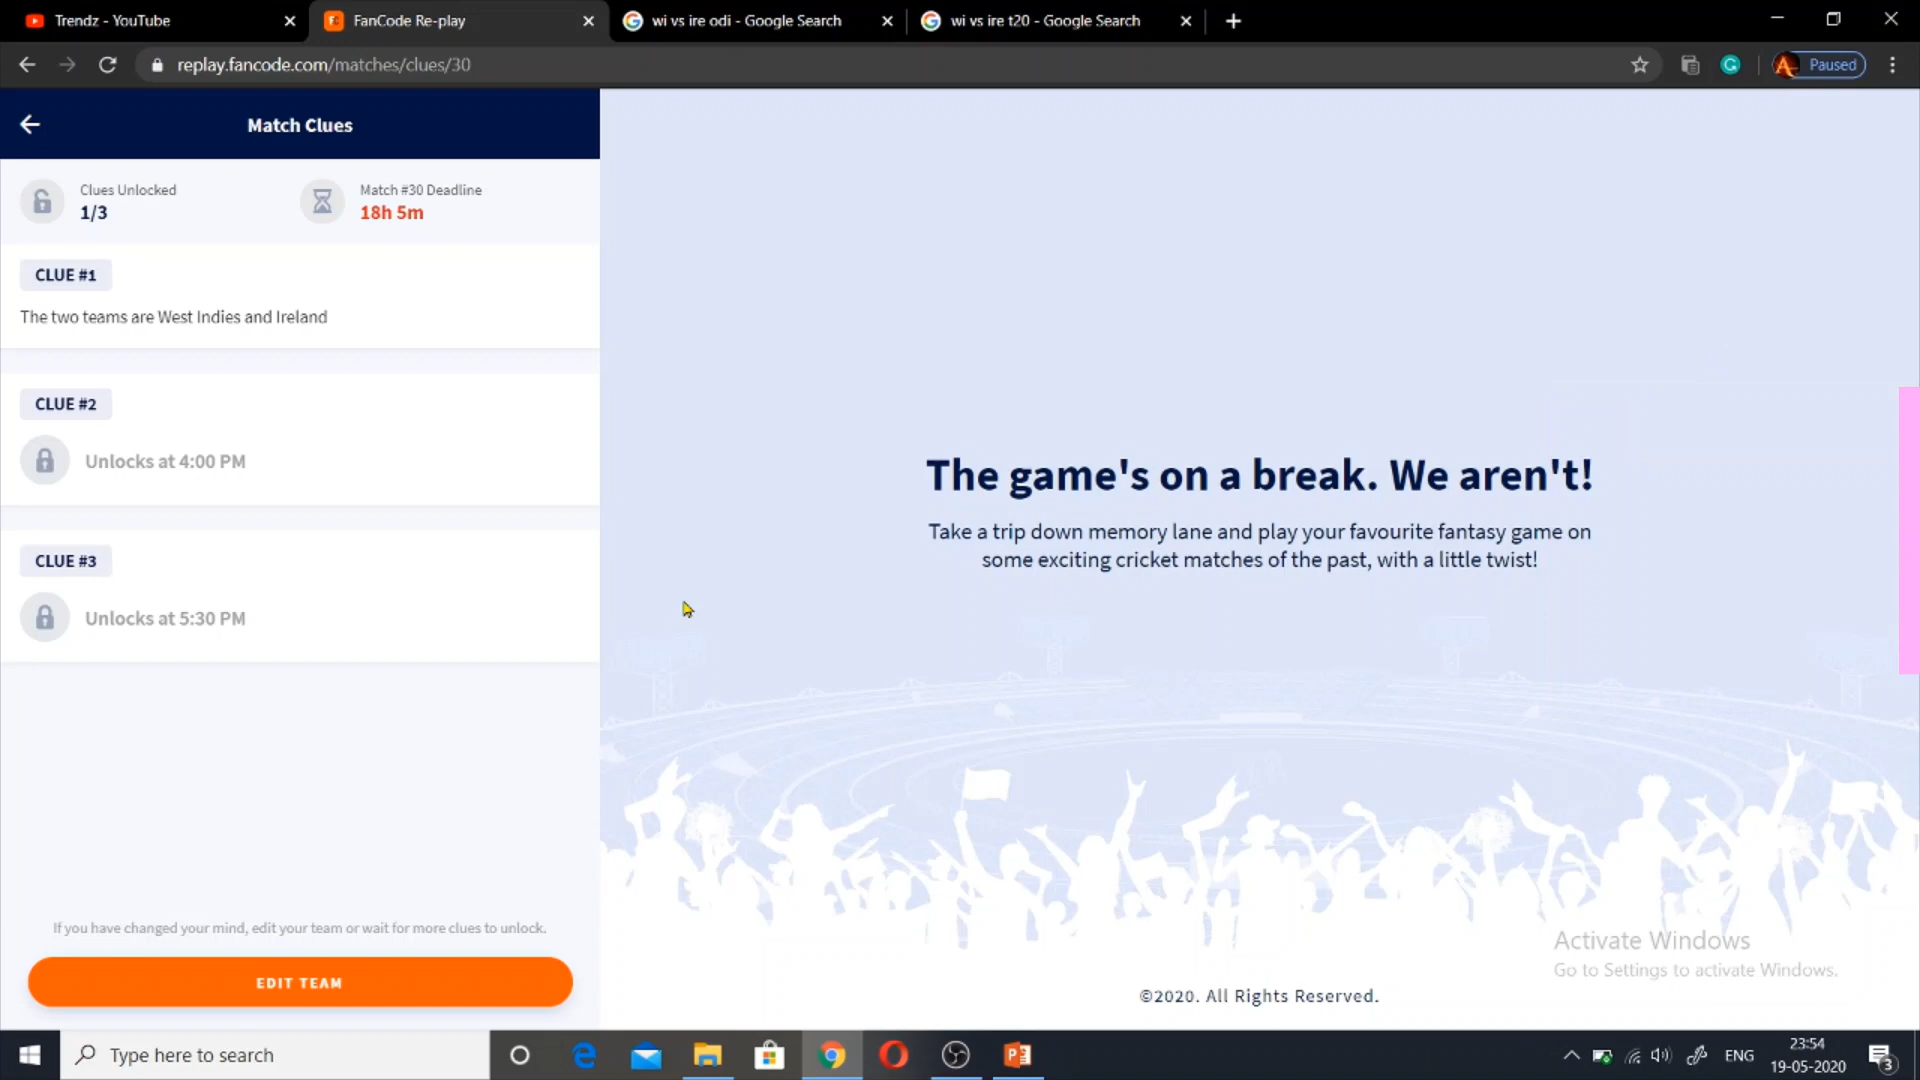 Trendz - YouTube
FanCode Re-play
wi vs ire odi - Google Search
wi vs ire t20 - Google Search
replay.fancode.com/matches/clues/30
Paused
Match Clues
Clues Unlocked
1/3
Match #30 Deadline
18h 5m
CLUE #1
The two teams are West Indies and Ireland
CLUE #2
Unlocks at 4:00 PM
CLUE #3
Unlocks at 5:30 PM
If you have changed your mind, edit your team or wait for more clues to unlock.
EDIT TEAM
The game's on a break. We aren't!
Take a trip down memory lane and play your favourite fantasy game on
some exciting cricket matches of the past, with a little twist!
Activate Windows
Go to Settings to activate Windows.
©2020. All Rights Reserved.
Type here to search
ENG
23:54
19-05-2020
3